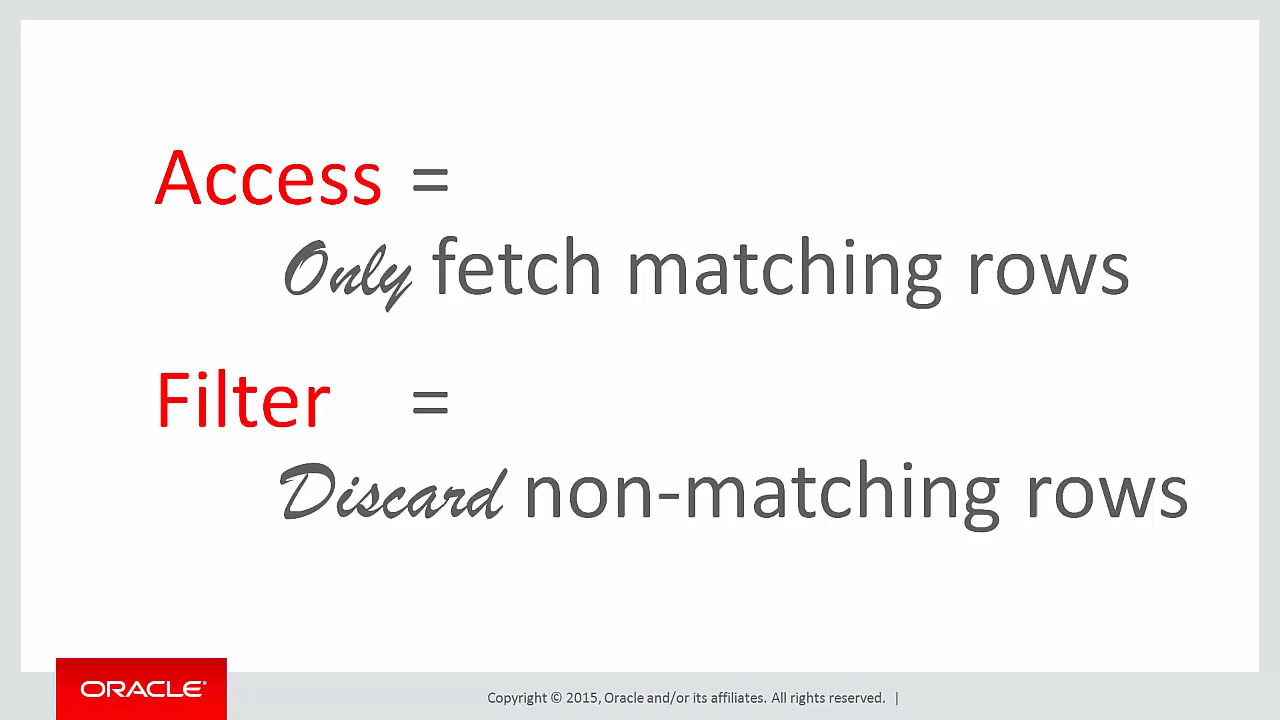 Access =
Only fetch matching rows
Filter =
Discard non-matching rows
ORACLE®
Copyright © 2015, Oracle and/or its affiliates. All rights reserved. |